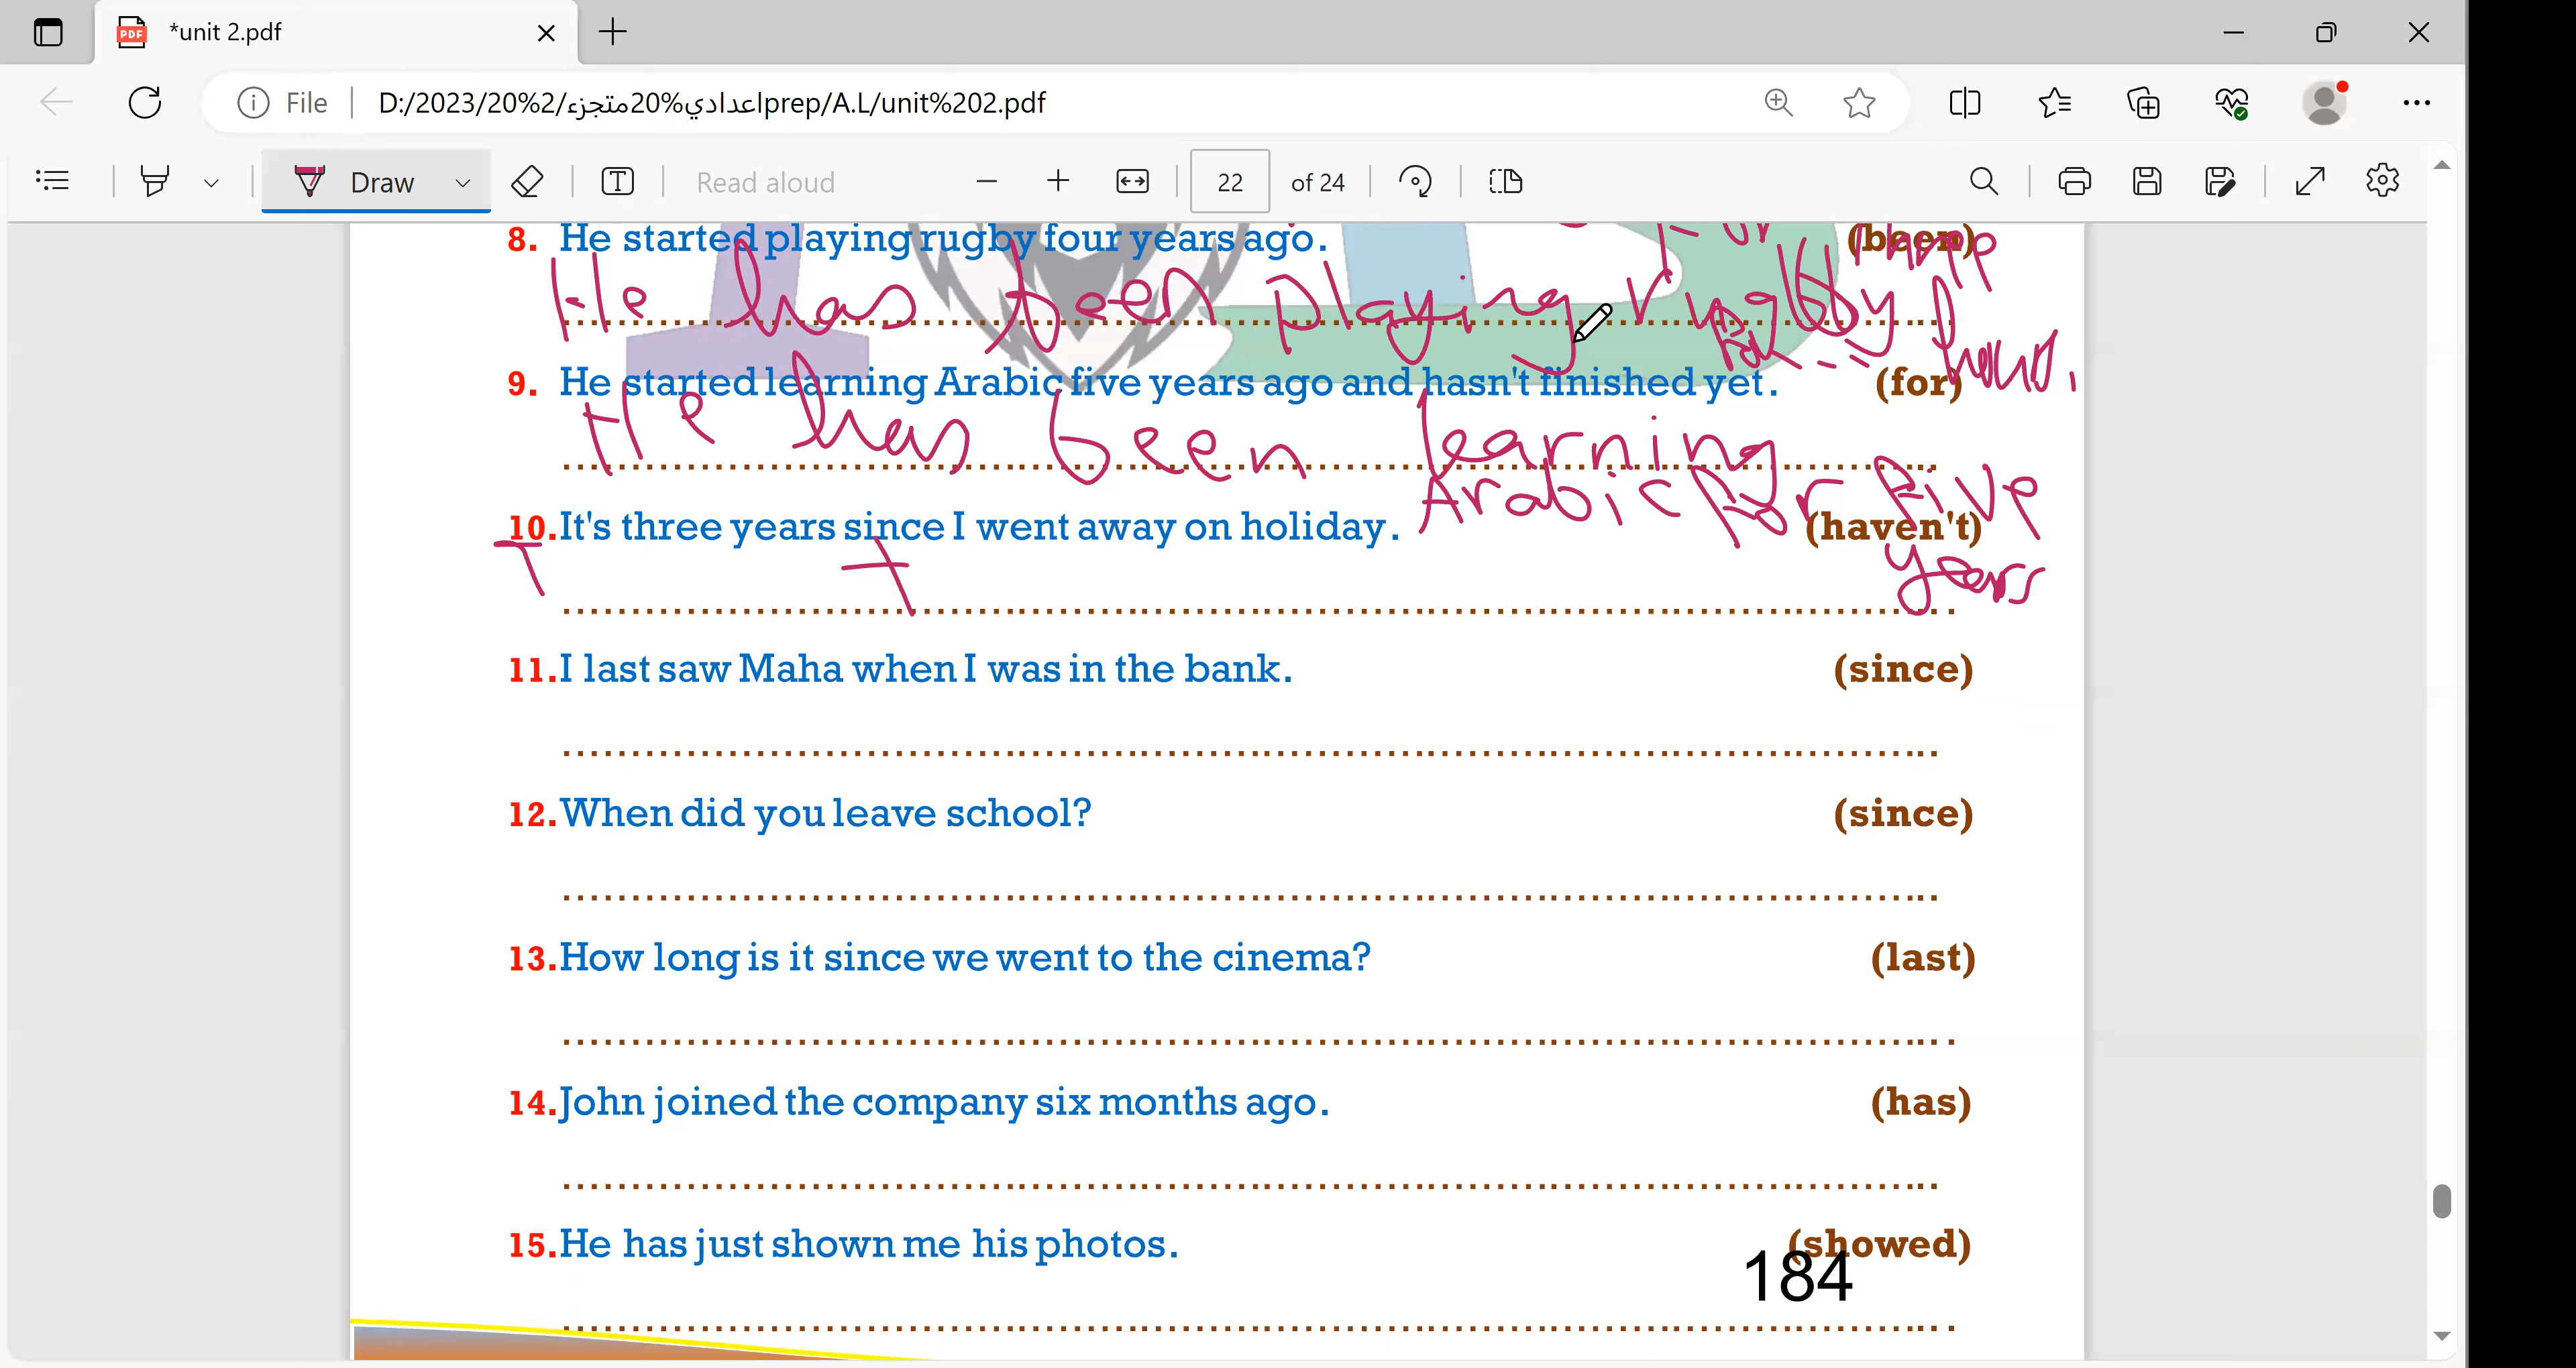 *unit 2.pdf
File
D:/2023/20%2/اعدادي%20متجزءprep/A.L/unit%202.pdf
Draw
Read aloud
22 of 24
8. He started playing rugby four years ago. (been)
He has been playing rugby
for
9. He started learning Arabic five years ago and hasn't finished yet. (for)
He has been learning
Arabic for five
years
10. It's three years since I went away on holiday. (haven't)
11. I last saw Maha when I was in the bank. (since)
12. When did you leave school? (since)
13. How long is it since we went to the cinema? (last)
14. John joined the company six months ago. (has)
15. He has just shown me his photos. (showed)
184